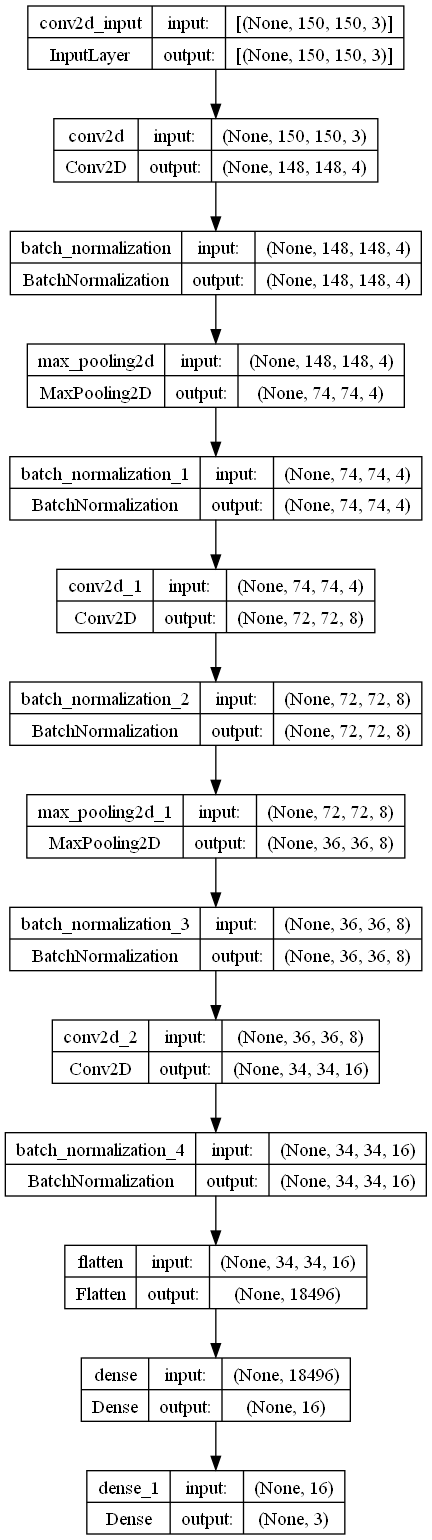 conv2d_input input: [(None, 150, 150, 3)]
InputLayer output: [(None, 150, 150, 3)]
conv2d input: (None, 150, 150, 3)
Conv2D output: (None, 148, 148, 4)
batch_normalization input: (None, 148, 148, 4)
BatchNormalization output: (None, 148, 148, 4)
max_pooling2d input: (None, 148, 148, 4)
MaxPooling2D output: (None, 74, 74, 4)
batch_normalization_1 input: (None, 74, 74, 4)
BatchNormalization output: (None, 74, 74, 4)
conv2d_1 input: (None, 74, 74, 4)
Conv2D output: (None, 72, 72, 8)
batch_normalization_2 input: (None, 72, 72, 8)
BatchNormalization output: (None, 72, 72, 8)
max_pooling2d_1 input: (None, 72, 72, 8)
MaxPooling2D output: (None, 36, 36, 8)
batch_normalization_3 input: (None, 36, 36, 8)
BatchNormalization output: (None, 36, 36, 8)
conv2d_2 input: (None, 36, 36, 8)
Conv2D output: (None, 34, 34, 16)
batch_normalization_4 input: (None, 34, 34, 16)
BatchNormalization output: (None, 34, 34, 16)
flatten input: (None, 34, 34, 16)
Flatten output: (None, 18496)
dense input: (None, 18496)
Dense output: (None, 16)
dense_1 input: (None, 16)
Dense output: (None, 3)